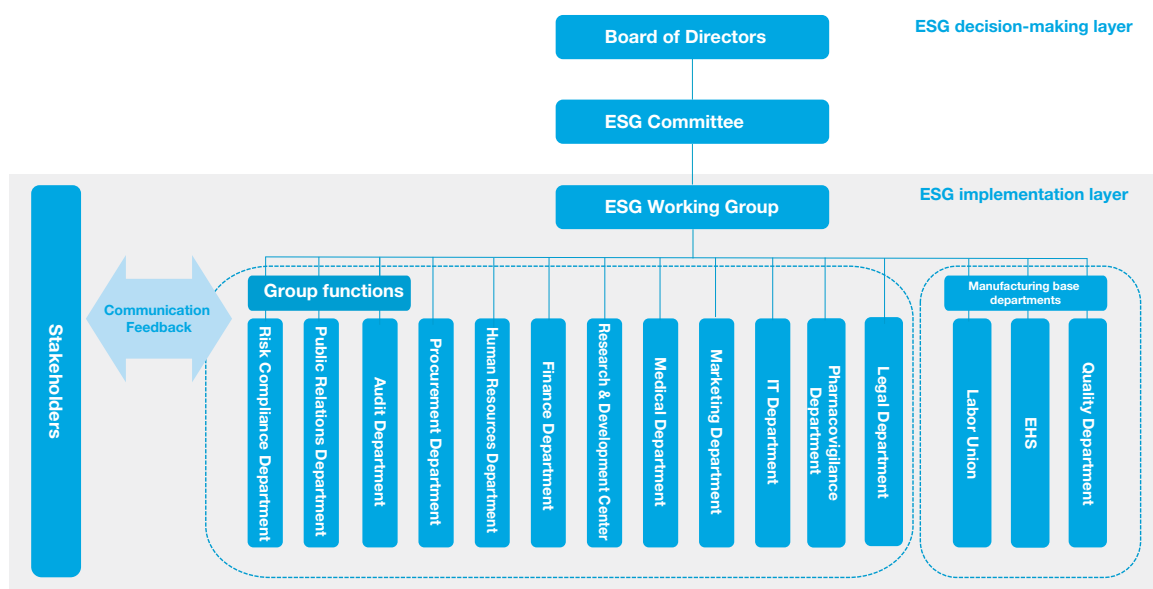 Board of Directors
ESG decision-making layer
ESG Committee
ESG Working Group
ESG implementation layer
Stakeholders
Communication
Feedback
Group functions
Risk Compliance Department
Public Relations Department
Audit Department
Procurement Department
Human Resources Department
Finance Department
Research & Development Center
Medical Department
Marketing Department
IT Department
Pharnacovigilance
Department
Legal Department
Manufacturing base
departments
Labor Union
EHS
Quality Department